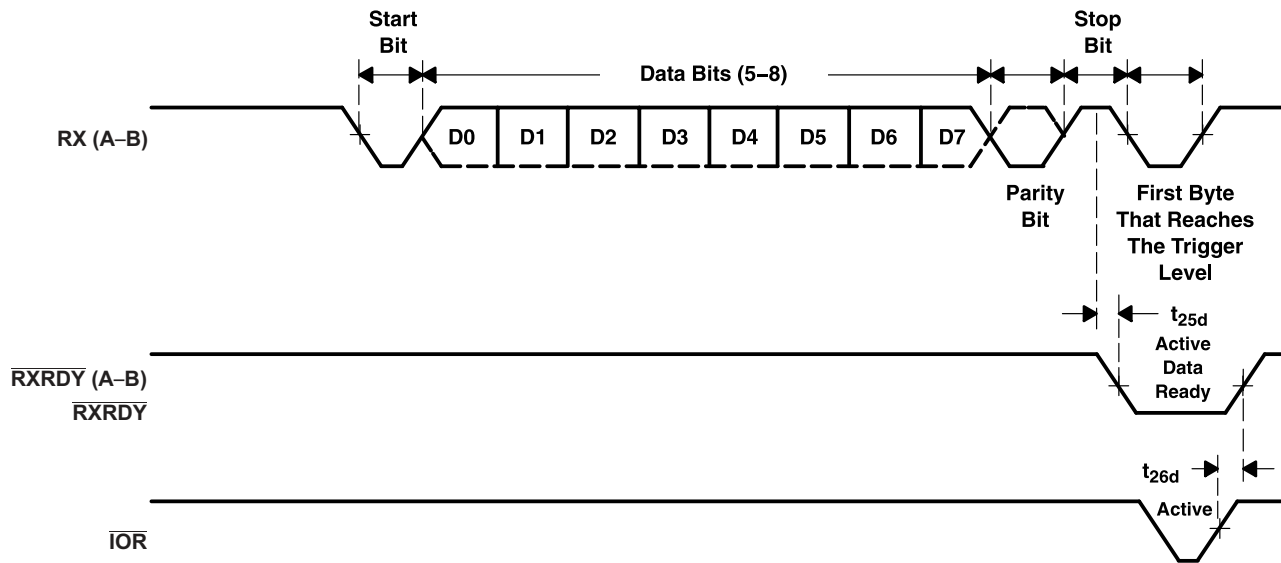 Start
Bit
Data Bits (5–8)
Stop
Bit
RX (A–B)
D0 D1 D2 D3 D4 D5 D6 D7
Parity
Bit
First Byte
That Reaches
The Trigger
Level
t25d
Active
Data
Ready
RXRDY (A–B)
RXRDY
t26d
Active
IOR